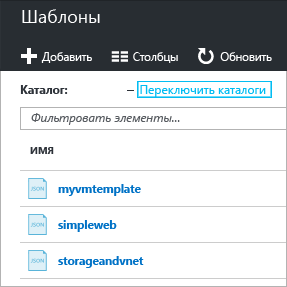 Шаблоны
Добавить Столбцы Обновить
Каталог: – Переключить каталоги
Фильтровать элементы...
ИМЯ
JSON myvmtemplate
JSON simpleweb
JSON storageandvnet